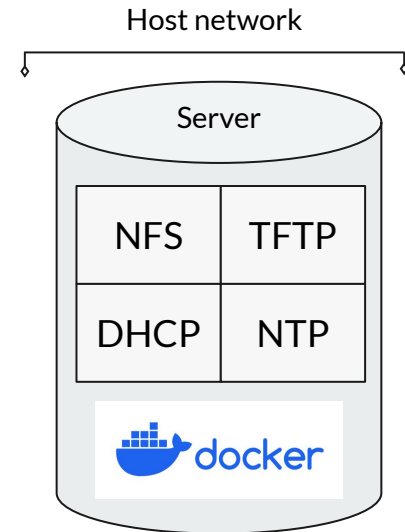 Host network
Server
NFS TFTP
DHCP NTP
docker